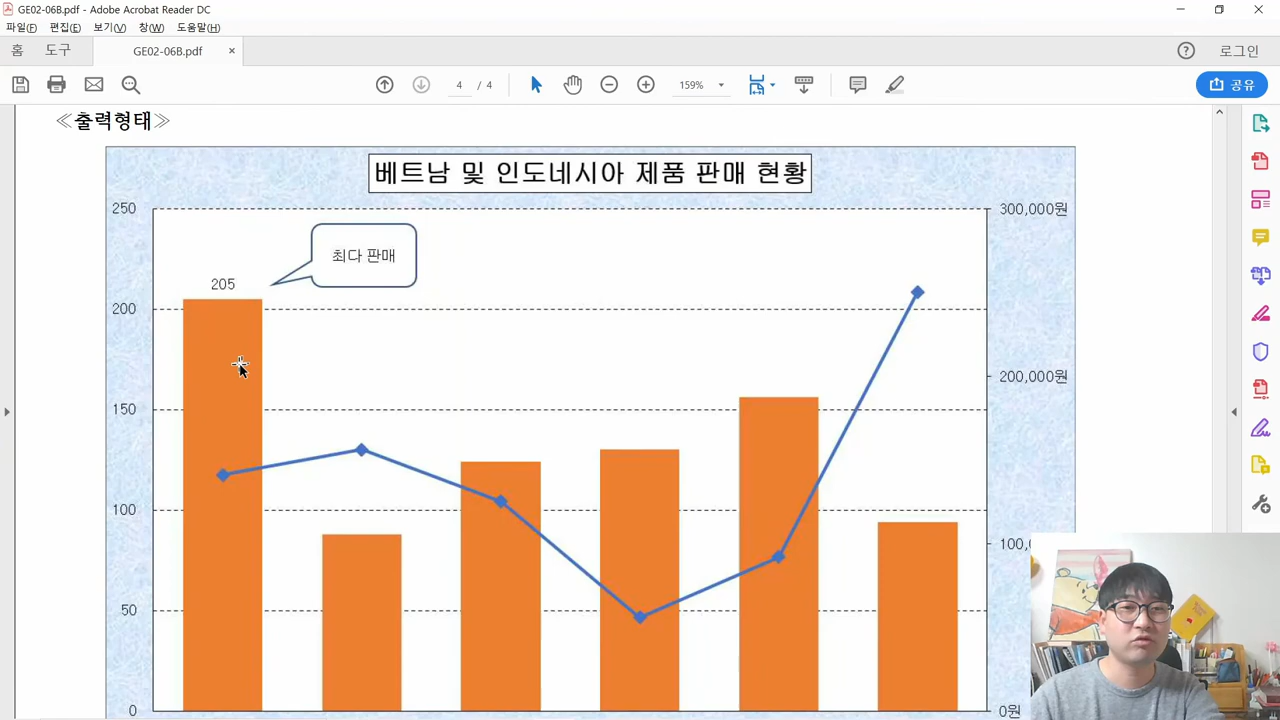 GE02-06B.pdf - Adobe Acrobat Reader DC
파일(F) 편집(E) 보기(V) 창(W) 도움말(H)
홈 도구 GE02-06B.pdf × 로그인
4 / 4 159% 공유
≪출력형태≫
베트남 및 인도네시아 제품 판매 현황
250 300,000원
최다 판매
205
200
200,000원
150
100
100,
50
0 0원